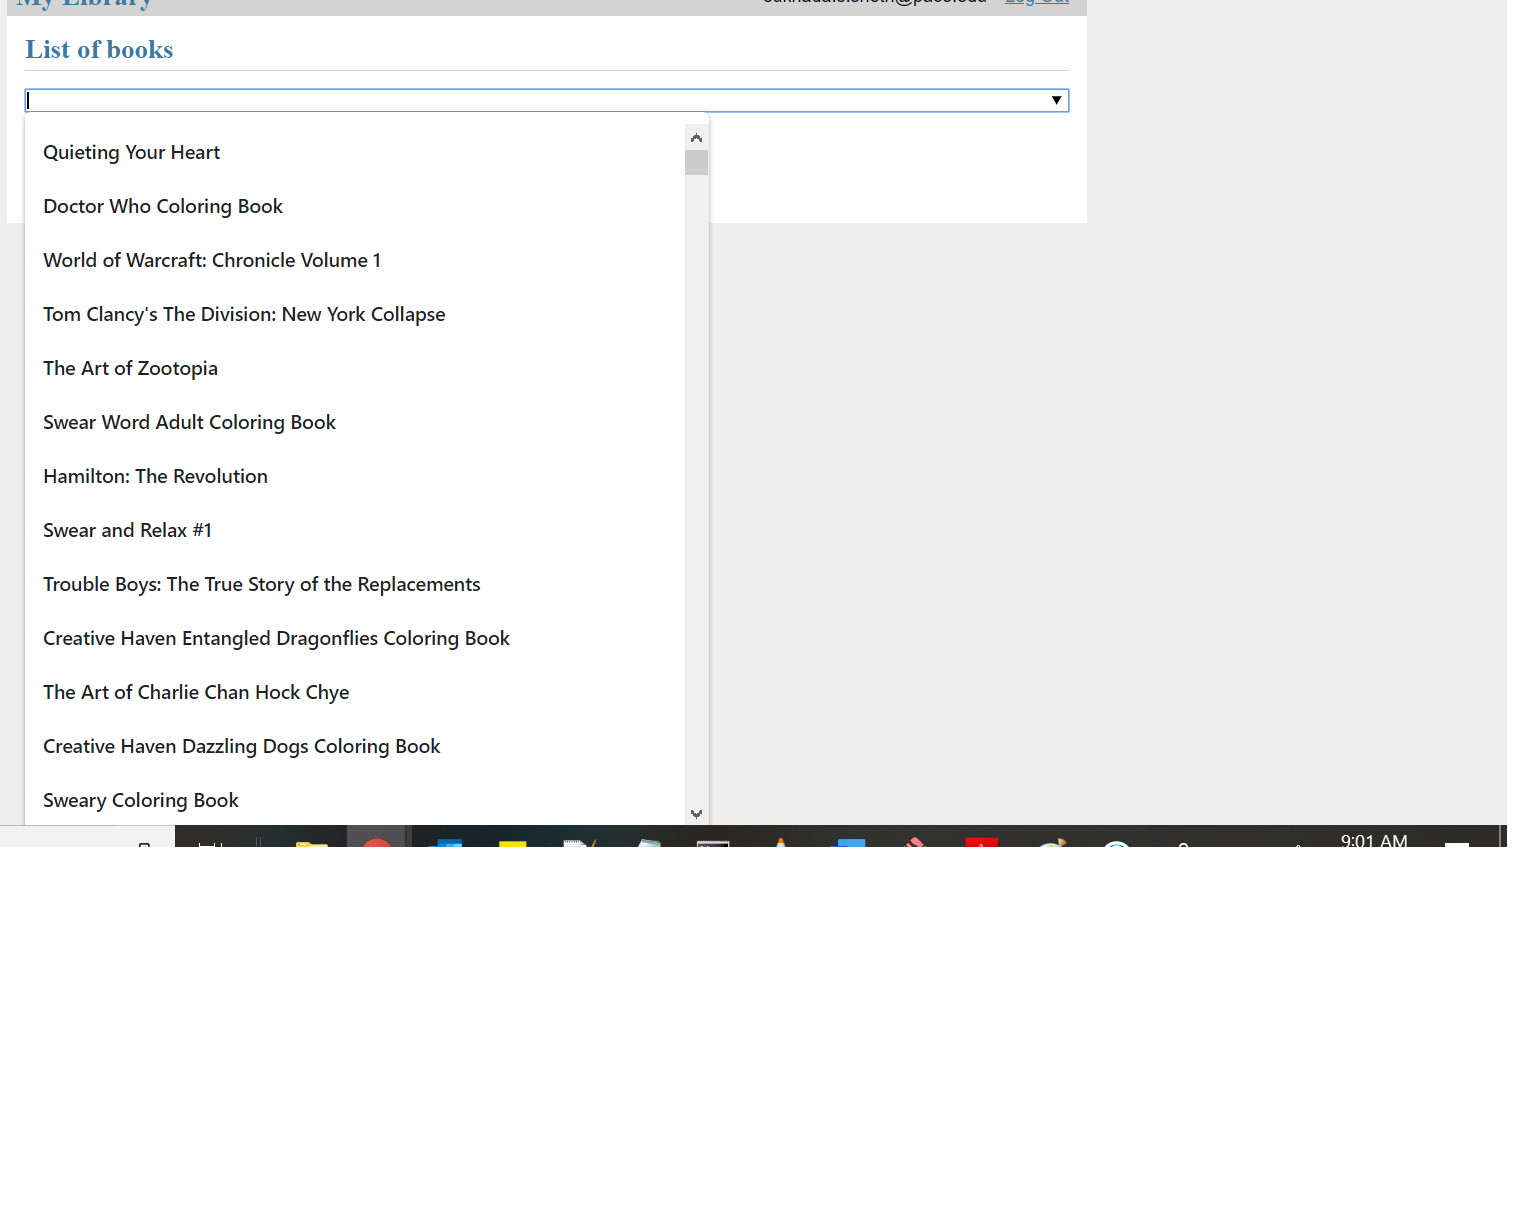 My Library Log Out
List of books
Quieting Your Heart
Doctor Who Coloring Book
World of Warcraft: Chronicle Volume 1
Tom Clancy's The Division: New York Collapse
The Art of Zootopia
Swear Word Adult Coloring Book
Hamilton: The Revolution
Swear and Relax #1
Trouble Boys: The True Story of the Replacements
Creative Haven Entangled Dragonflies Coloring Book
The Art of Charlie Chan Hock Chye
Creative Haven Dazzling Dogs Coloring Book
Sweary Coloring Book
9:01 AM